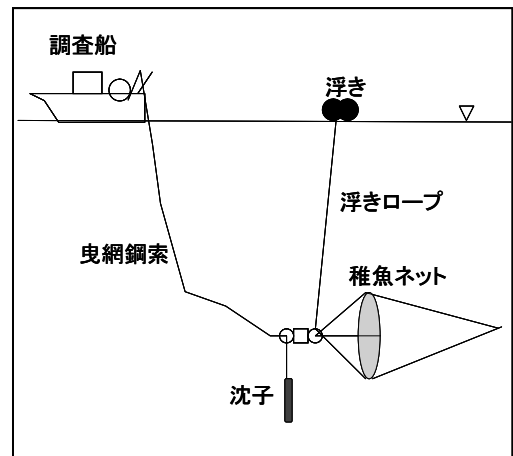 調査船
浮き
浮きロープ
曳網鋼索
稚魚ネット
沈子